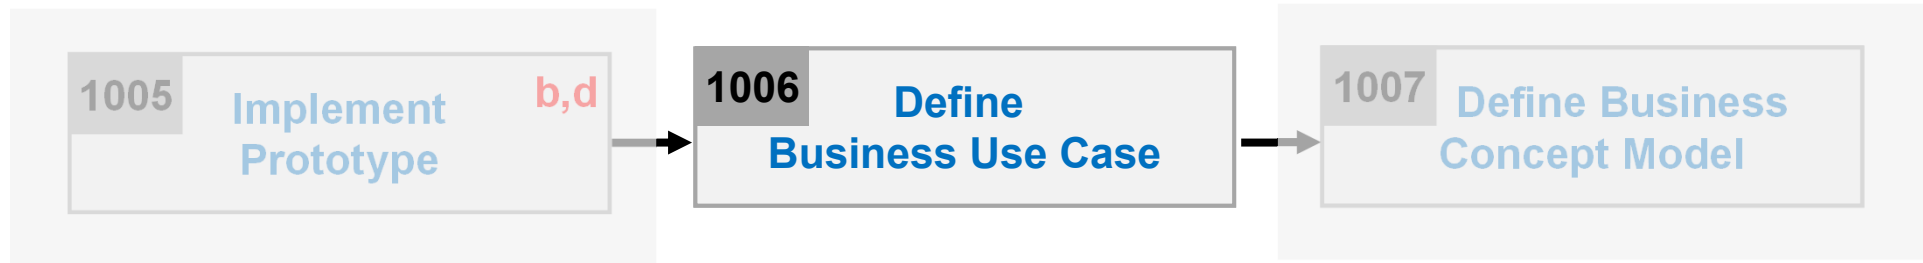 1005
b,d
Implement
Prototype
1006
Define
Business Use Case
1007
Define Business
Concept Model